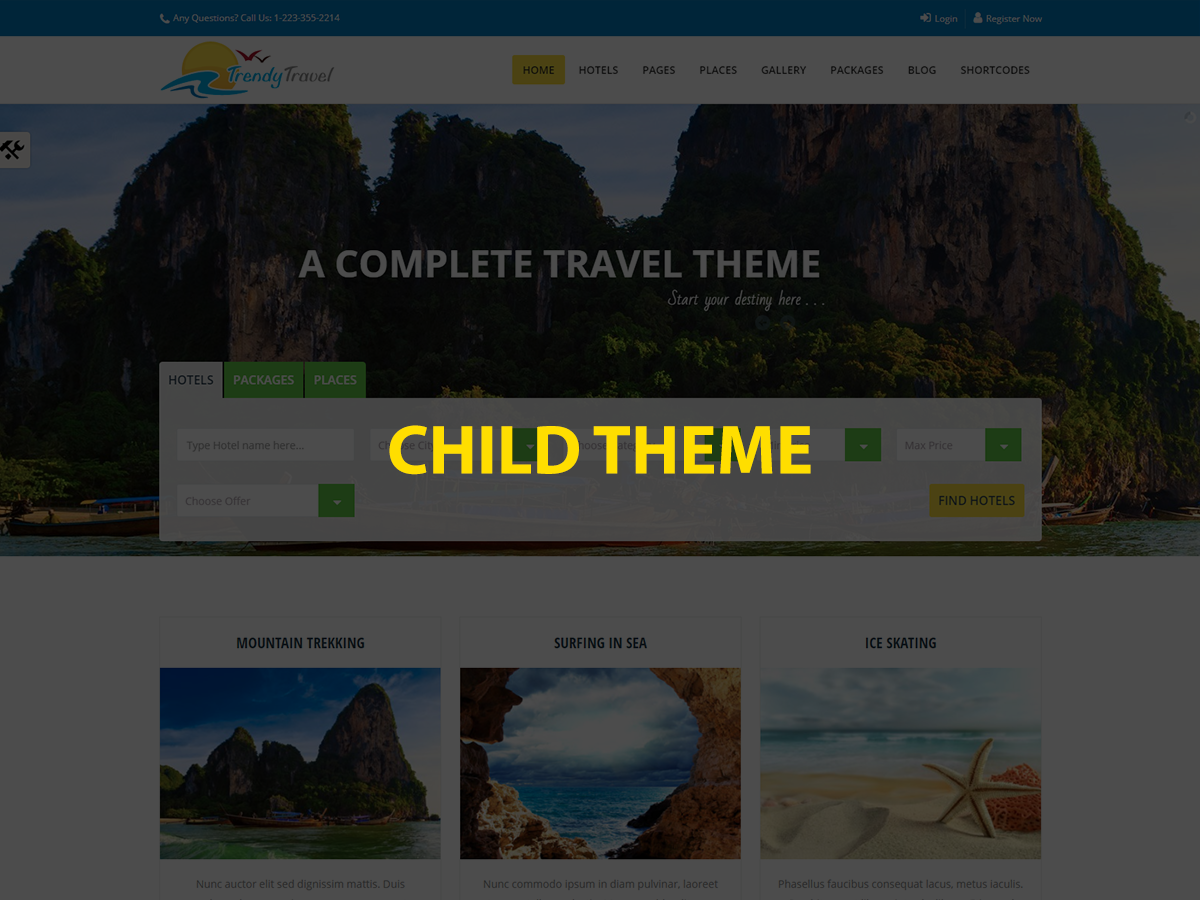 Any Questions? Call Us: 1-223-355-2214
Login
Register Now
TrendyTravel
HOME
HOTELS
PAGES
PLACES
GALLERY
PACKAGES
BLOG
SHORTCODES
A COMPLETE TRAVEL THEME
Start your destiny here . . .
HOTELS
PACKAGES
PLACES
Type Hotel name here...
Max Price
CHILD THEME
Choose Offer
FIND HOTELS
MOUNTAIN TREKKING
SURFING IN SEA
ICE SKATING
Nunc auctor elit sed dignissim mattis. Duis
Nunc commodo ipsum in diam pulvinar, laoreet
Phasellus faucibus consequat lacus, metus iaculis.